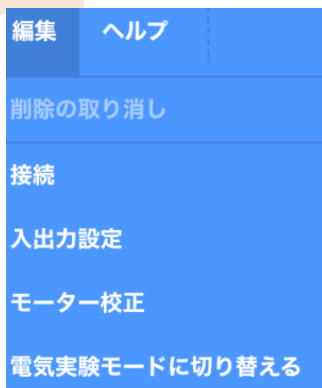 編集 ヘルプ
削除の取り消し
接続
入出力設定
モーター校正
電気実験モードに切り替える